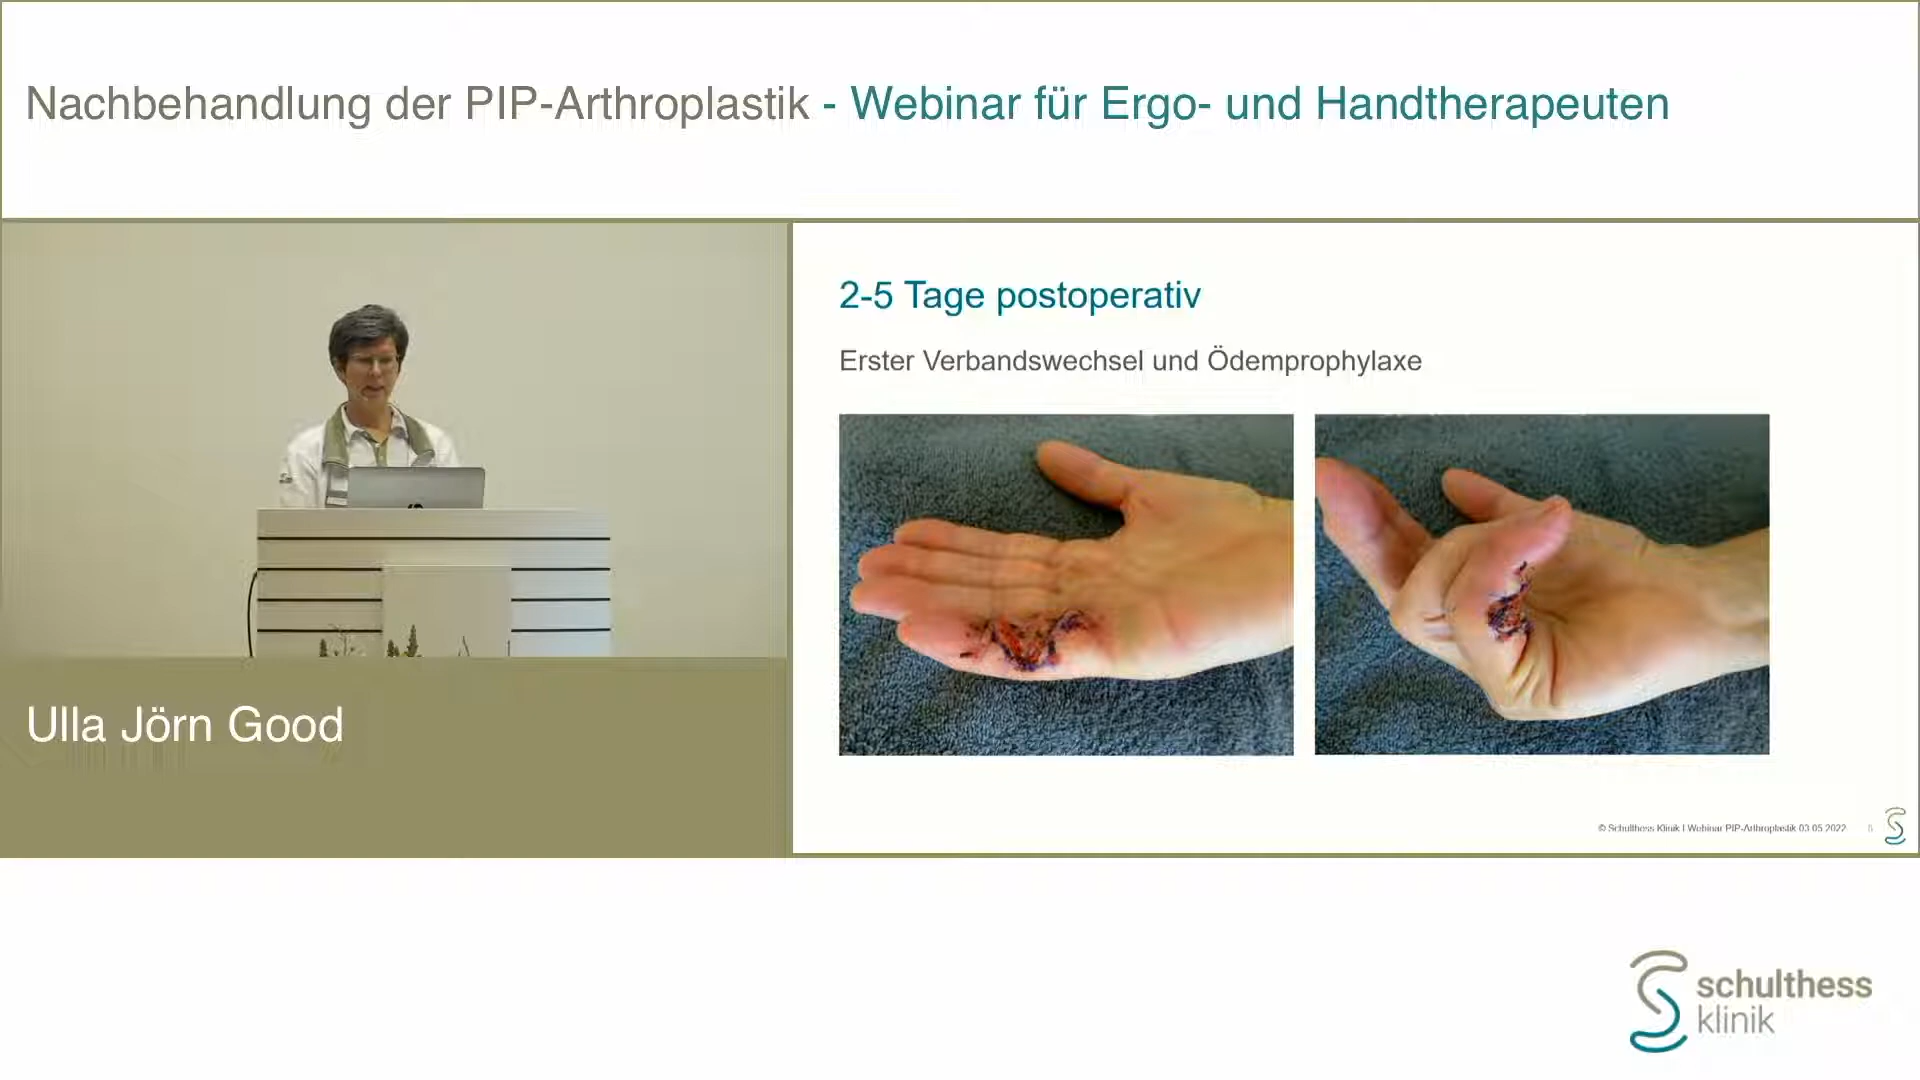 Nachbehandlung der PIP-Arthroplastik - Webinar für Ergo- und Handtherapeuten
2-5 Tage postoperativ
Erster Verbandswechsel und Ödemprophylaxe
Ulla Jörn Good
© Schulthess Klinik I Webinar PIP-Arthroplastik 03.05.2022
schulthess
klinik